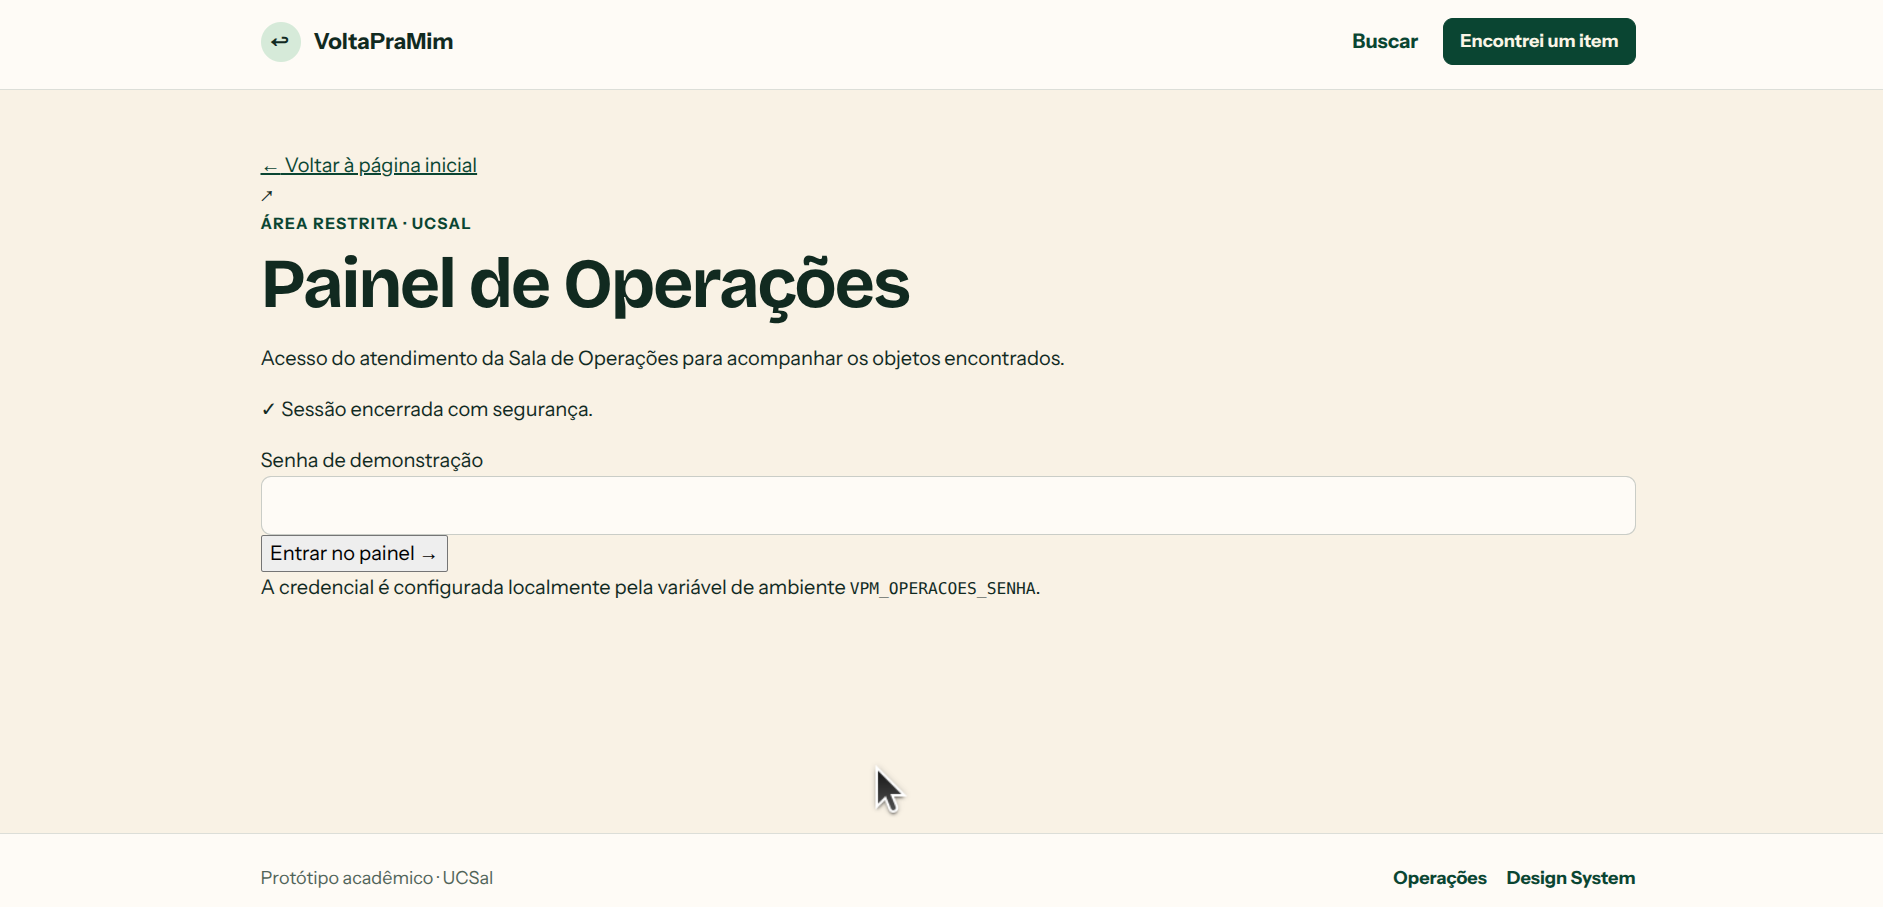 ↩ VoltaPraMim
Buscar
Encontrei um item
← Voltar à página inicial
↗
ÁREA RESTRITA · UCSAL
Painel de Operações
Acesso do atendimento da Sala de Operações para acompanhar os objetos encontrados.
✓ Sessão encerrada com segurança.
Senha de demonstração
Entrar no painel →
A credencial é configurada localmente pela variável de ambiente VPM_OPERACOES_SENHA.
Protótipo acadêmico · UCSal
Operações
Design System